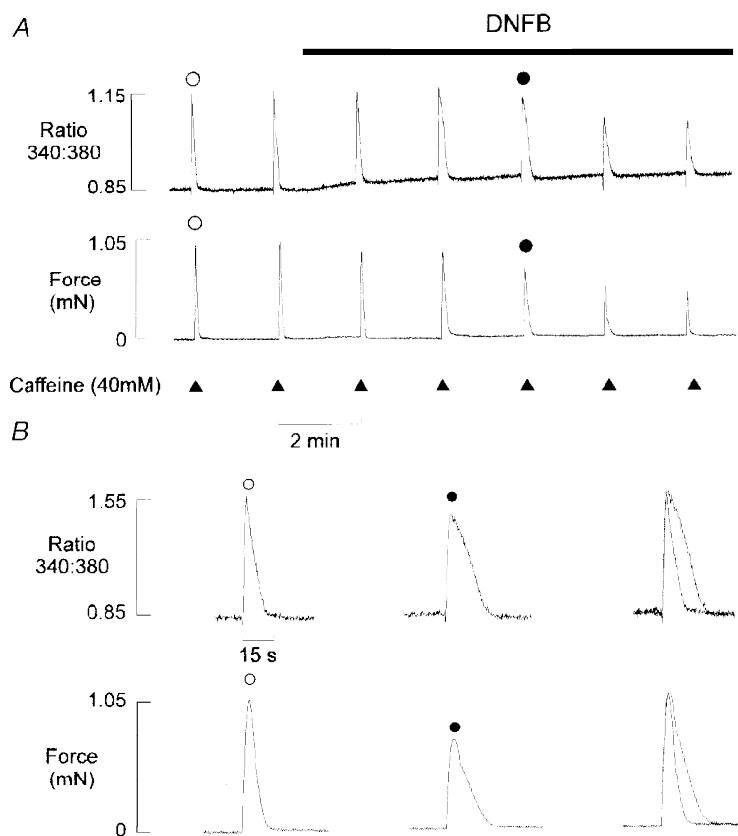 A
DNFB
1.15
Ratio
340:380
0.85
1.05
Force
(mN)
0
Caffeine (40mM)
2 min
B
1.55
Ratio
340:380
0.85
15 s
1.05
Force
(mN)
0